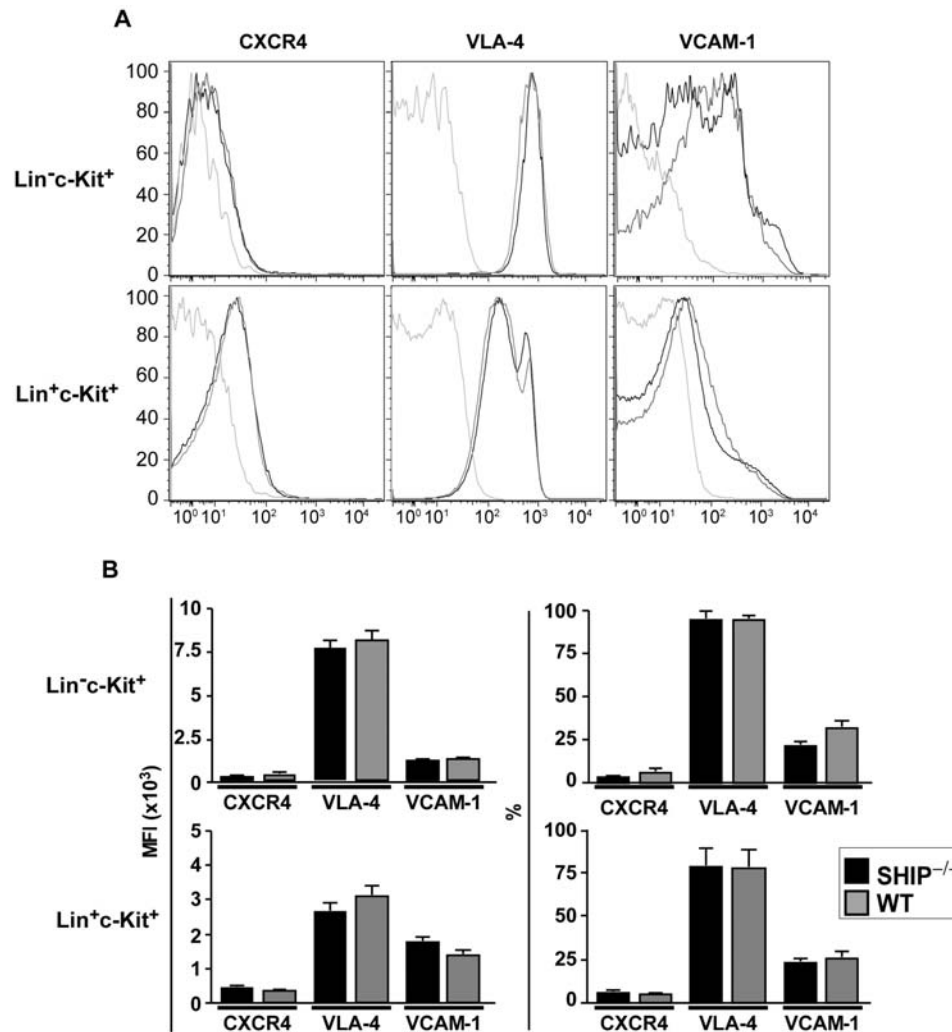 A
CXCR4 VLA-4 VCAM-1
Lin⁻c-Kit⁺
100
80
60
40
20
0
Lin⁺c-Kit⁺
100
80
60
40
20
0
10⁰ 10¹ 10² 10³ 10⁴ 10² 10³ 10⁴ 10⁰ 10¹ 10² 10³ 10⁴
B
Lin⁻c-Kit⁺
10
7.5
5
2.5
0
CXCR4 VLA-4 VCAM-1
100
75
50
25
0
CXCR4 VLA-4 VCAM-1
MFI (x10³)
%
Lin⁺c-Kit⁺
5
4
3
2
1
0
CXCR4 VLA-4 VCAM-1
100
75
50
25
0
CXCR4 VLA-4 VCAM-1
SHIP⁻/⁻
WT